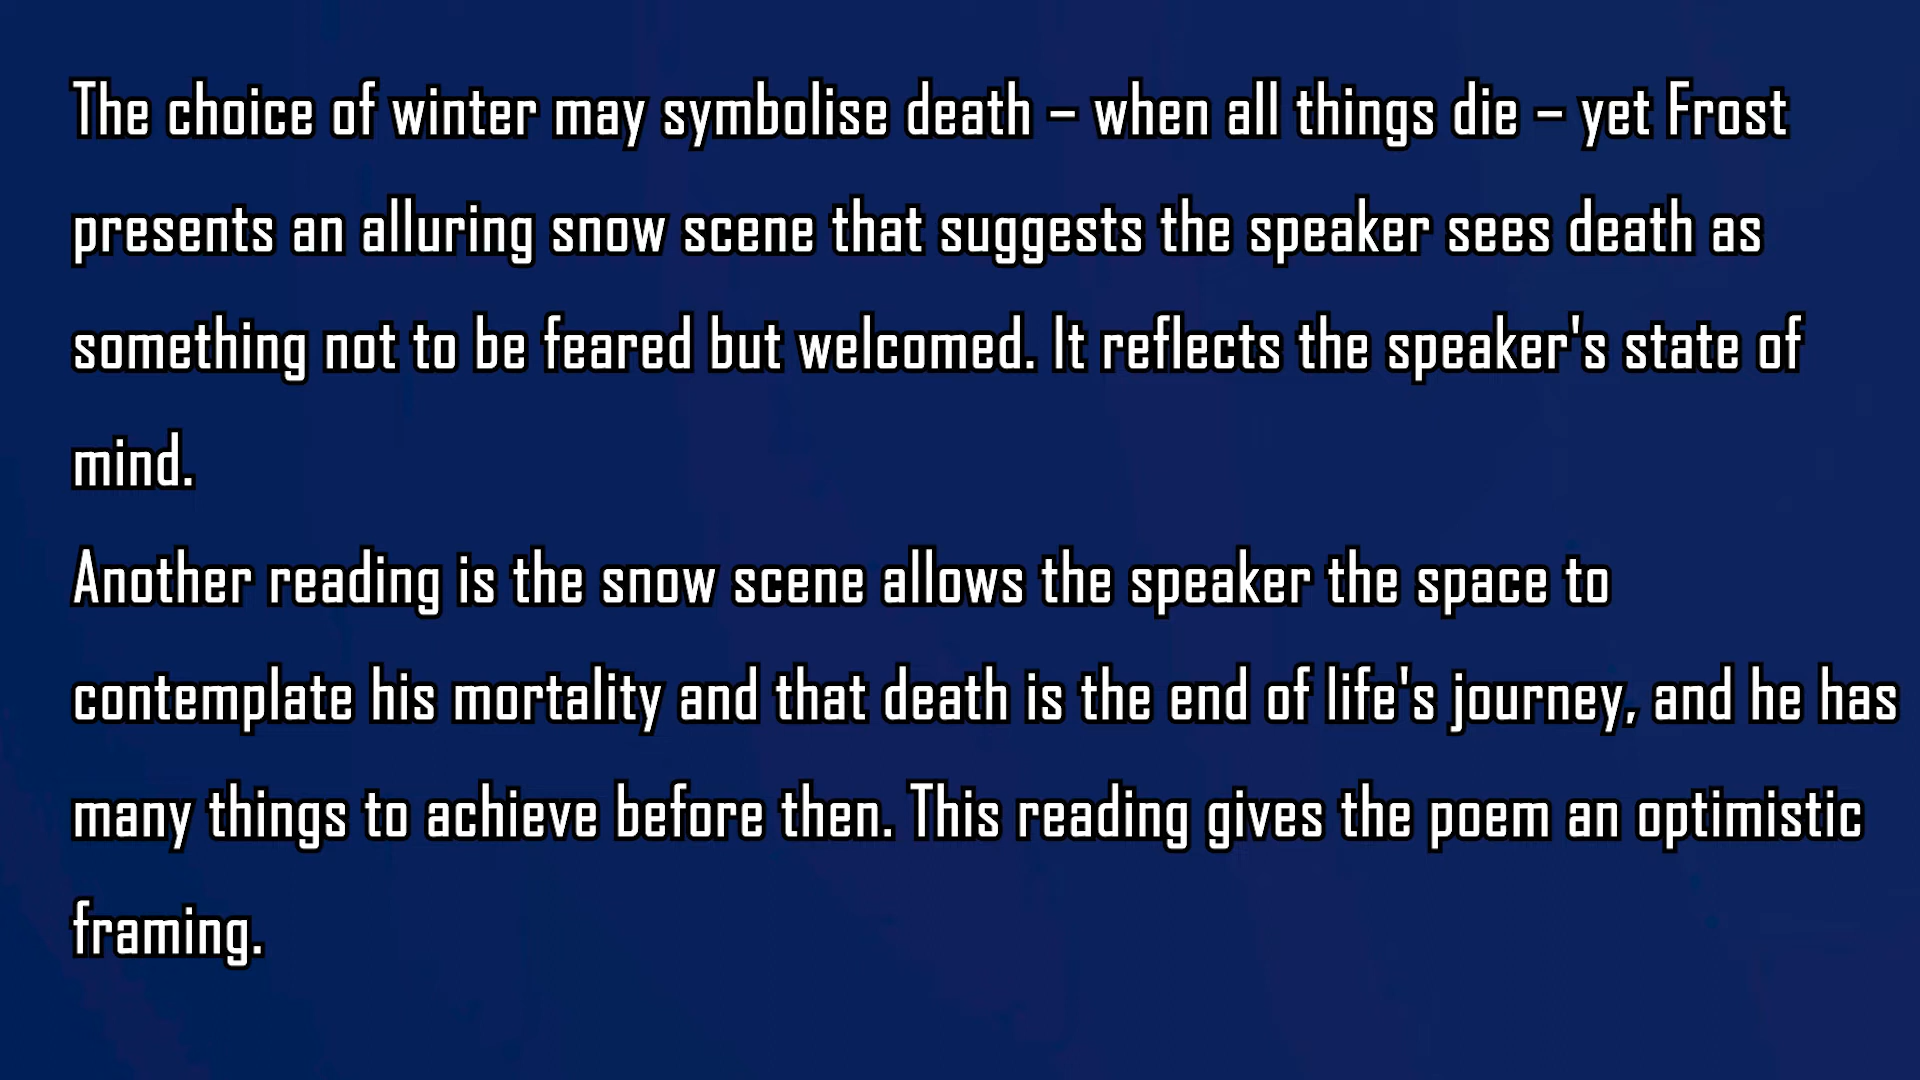 The choice of winter may symbolise death – when all things die – yet Frost
presents an alluring snow scene that suggests the speaker sees death as
something not to be feared but welcomed. It reflects the speaker's state of
mind.
Another reading is the snow scene allows the speaker the space to
contemplate his mortality and that death is the end of life's journey, and he has
many things to achieve before then. This reading gives the poem an optimistic
framing.